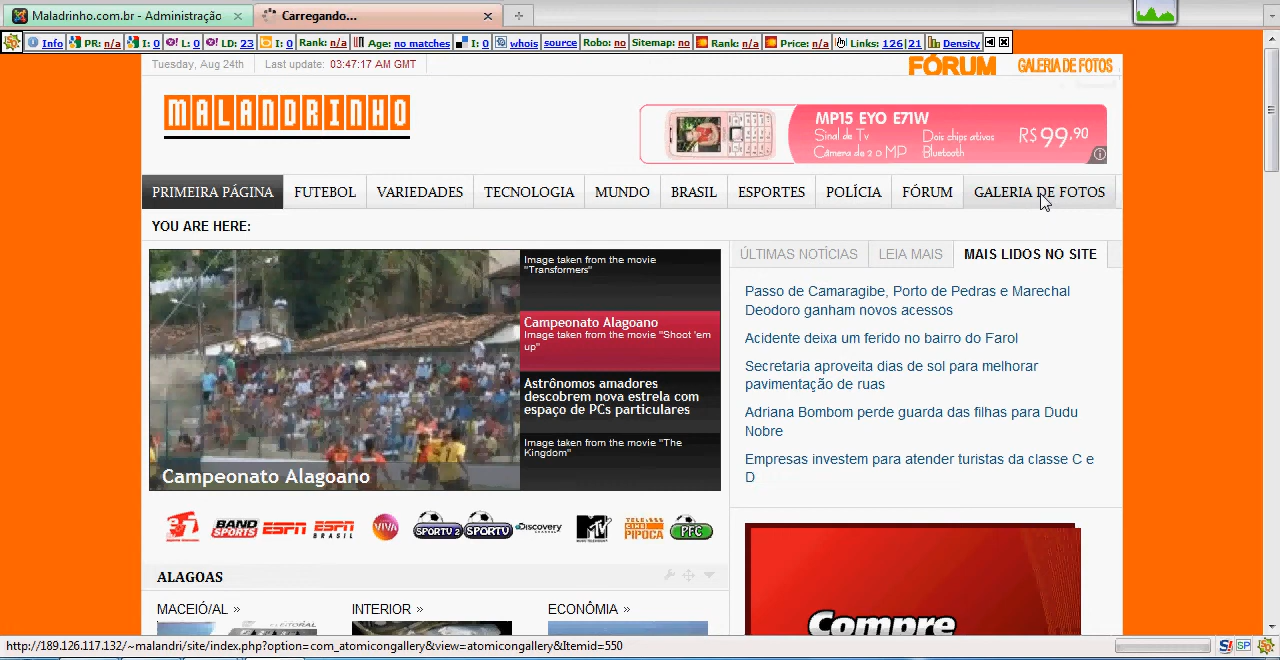 Maladrinho.com.br - Administração
Carregando...
Info PR: n/a I: 0 L: 0 LD: 23 I: 0 Rank: n/a Age: no matches I: 0 whois source Robo: no Sitemap: no Rank: n/a Price: n/a Links: 126|21 Density
Tuesday, Aug 24th
Last update: 03:47:17 AM GMT
FÓRUM GALERIA DE FOTOS
MALANDRINHO
MP15 EYO E71W
Sinal de Tv Dois chips ativos
Câmera de 2.0 MP Bluetooth
R$99,90
PRIMEIRA PÁGINA FUTEBOL VARIEDADES TECNOLOGIA MUNDO BRASIL ESPORTES POLÍCIA FÓRUM GALERIA DE FOTOS
YOU ARE HERE:
Image taken from the movie
"Transformers"
Campeonato Alagoano
Image taken from the movie "Shoot 'em
up"
Astrônomos amadores
descobrem nova estrela com
espaço de PCs particulares
Image taken from the movie "The
Kingdom"
Campeonato Alagoano
ÚLTIMAS NOTÍCIAS LEIA MAIS MAIS LIDOS NO SITE
Passo de Camaragibe, Porto de Pedras e Marechal
Deodoro ganham novos acessos
Acidente deixa um ferido no bairro do Farol
Secretaria aproveita dias de sol para melhorar
pavimentação de ruas
Adriana Bombom perde guarda das filhas para Dudu
Nobre
Empresas investem para atender turistas da classe C e
D
BAND SPORTS ESPN ESPN BRASIL VIVA SPORTV 2 SPORTV Discovery MTV TELECINE PIPOCA PFC
ALAGOAS
MACEIÓ/AL »
INTERIOR »
ECONÔMIA »
Compre
http://189.126.117.132/~malandri/site/index.php?option=com_atomicongallery&view=atomicongallery&Itemid=550
S! SP